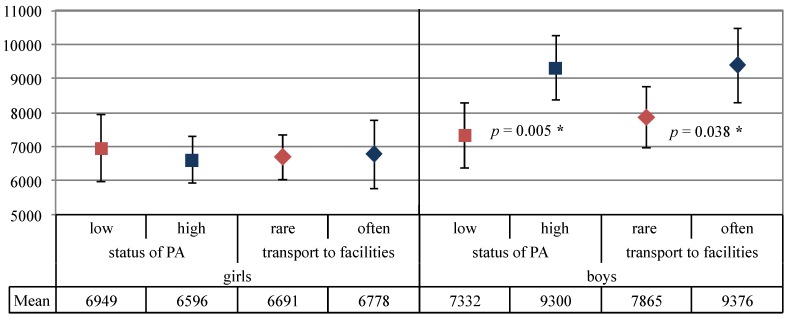 11000
10000
9000
8000
7000
6000
5000
p = 0.005 *
p = 0.038 *
low high rare often low high rare often
status of PA transport to facilities status of PA transport to facilities
girls boys
Mean 6949 6596 6691 6778 7332 9300 7865 9376